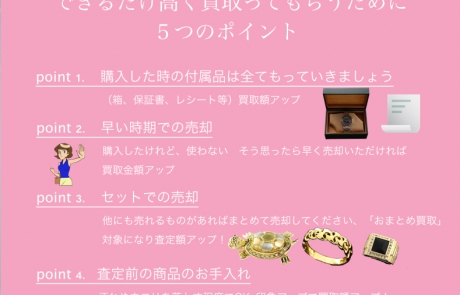 できるだけ高く買取ってもらうために
５つのポイント
point 1. 購入した時の付属品は全てもっていきましょう
（箱、保証書、レシート等）買取額アップ
point 2. 早い時期での売却
購入したけれど、使わない　そう思ったら早く売却いただければ
買取金額アップ
point 3. セットでの売却
他にも売れるものがあればまとめて売却してください、「おまとめ買取」
対象になり査定額アップ！
point 4. 査定前の商品のお手入れ